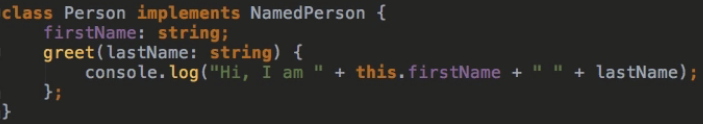 class Person implements NamedPerson {
    firstName: string;
    greet(lastName: string) {
        console.log("Hi, I am " + this.firstName + " " + lastName);
    };
}